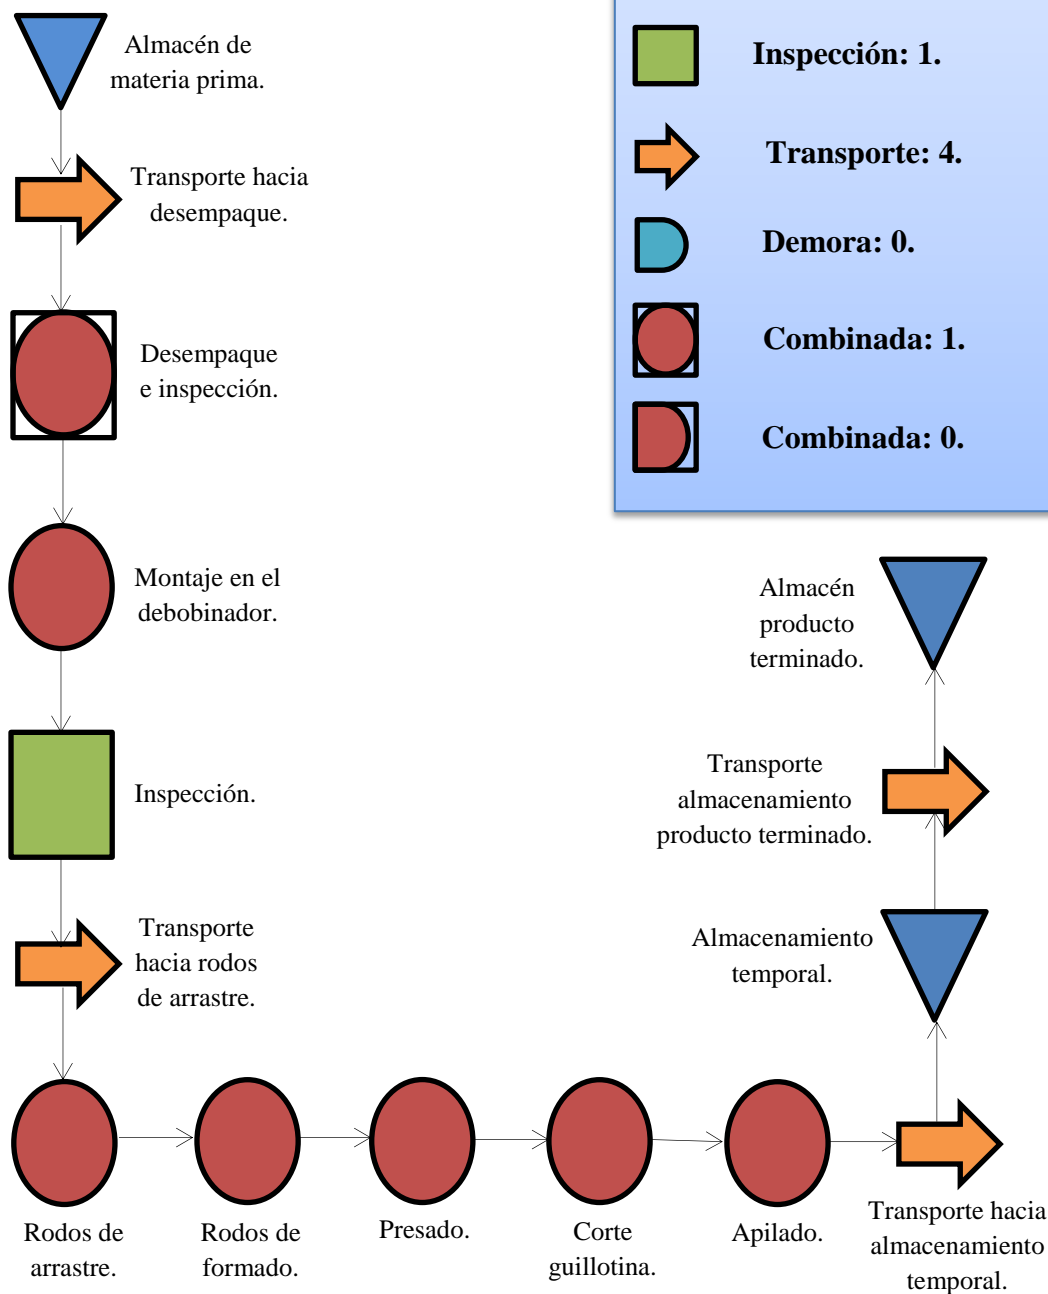 Almacén de
materia prima.
Transporte hacia
desempaque.
Desempaque
e inspección.
Montaje en el
debobinador.
Inspección.
Transporte
hacia rodos
de arrastre.
Rodos de
arrastre.
Rodos de
formado.
Presado.
Corte
guillotina.
Apilado.
Transporte hacia
almacenamiento
temporal.
Almacenamiento
temporal.
Transporte
almacenamiento
producto terminado.
Almacén
producto
terminado.
Inspección: 1.
Transporte: 4.
Demora: 0.
Combinada: 1.
Combinada: 0.